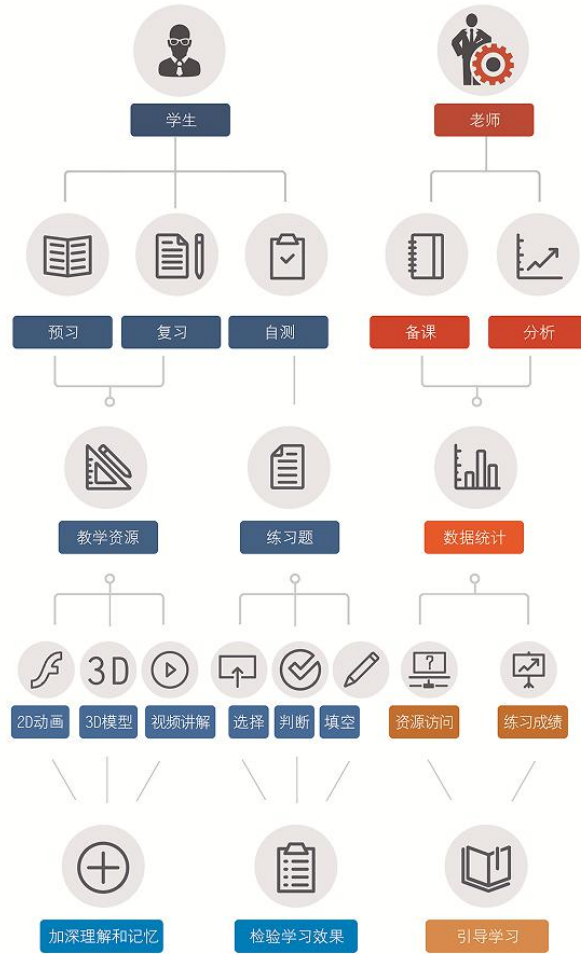 学生
老师
预习
复习
自测
备课
分析
教学资源
练习题
数据统计
3D
?
2D动画
3D模型
视频讲解
选择
判断
填空
资源访问
练习成绩
加深理解和记忆
检验学习效果
引导学习